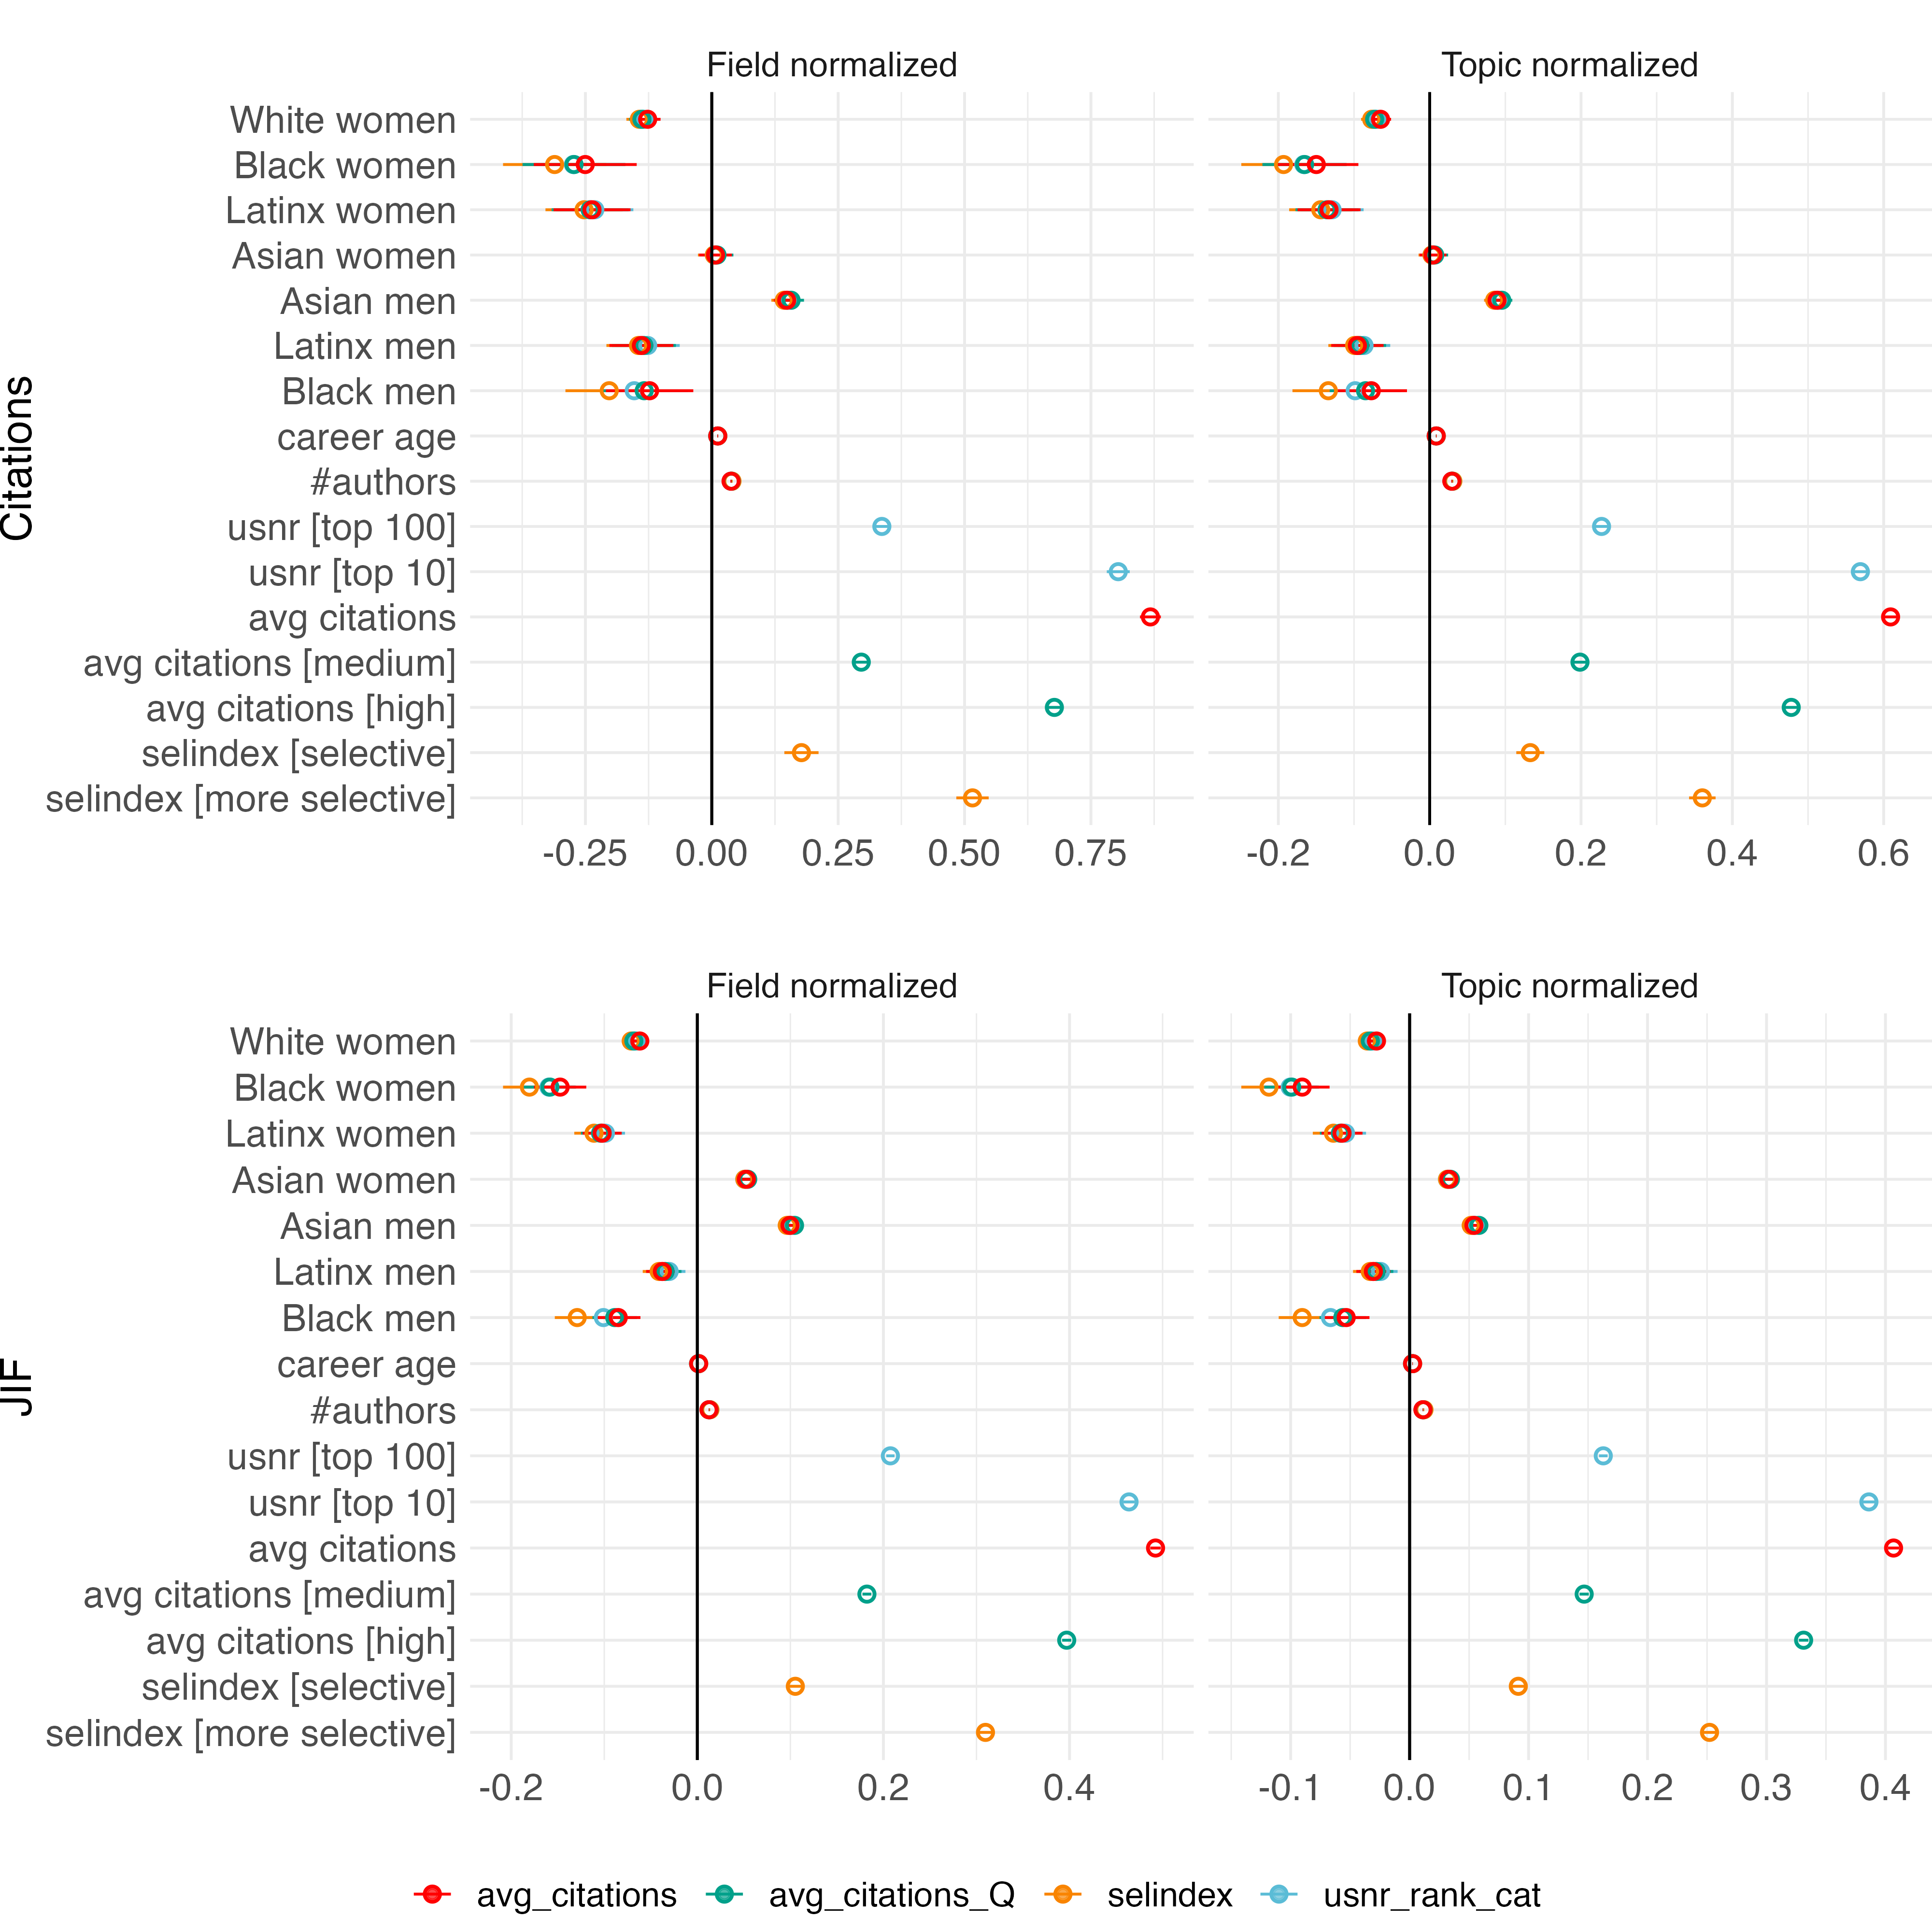 Field normalized Topic normalized
Citations
White women
Black women
Latinx women
Asian women
Asian men
Latinx men
Black men
career age
#authors
usnr [top 100]
usnr [top 10]
avg citations
avg citations [medium]
avg citations [high]
selindex [selective]
selindex [more selective]
-0.25 0.00 0.25 0.50 0.75 -0.2 0.0 0.2 0.4 0.6
Field normalized Topic normalized
JIF
White women
Black women
Latinx women
Asian women
Asian men
Latinx men
Black men
career age
#authors
usnr [top 100]
usnr [top 10]
avg citations
avg citations [medium]
avg citations [high]
selindex [selective]
selindex [more selective]
-0.2 0.0 0.2 0.4 -0.1 0.0 0.1 0.2 0.3 0.4
avg_citations avg_citations_Q selindex usnr_rank_cat